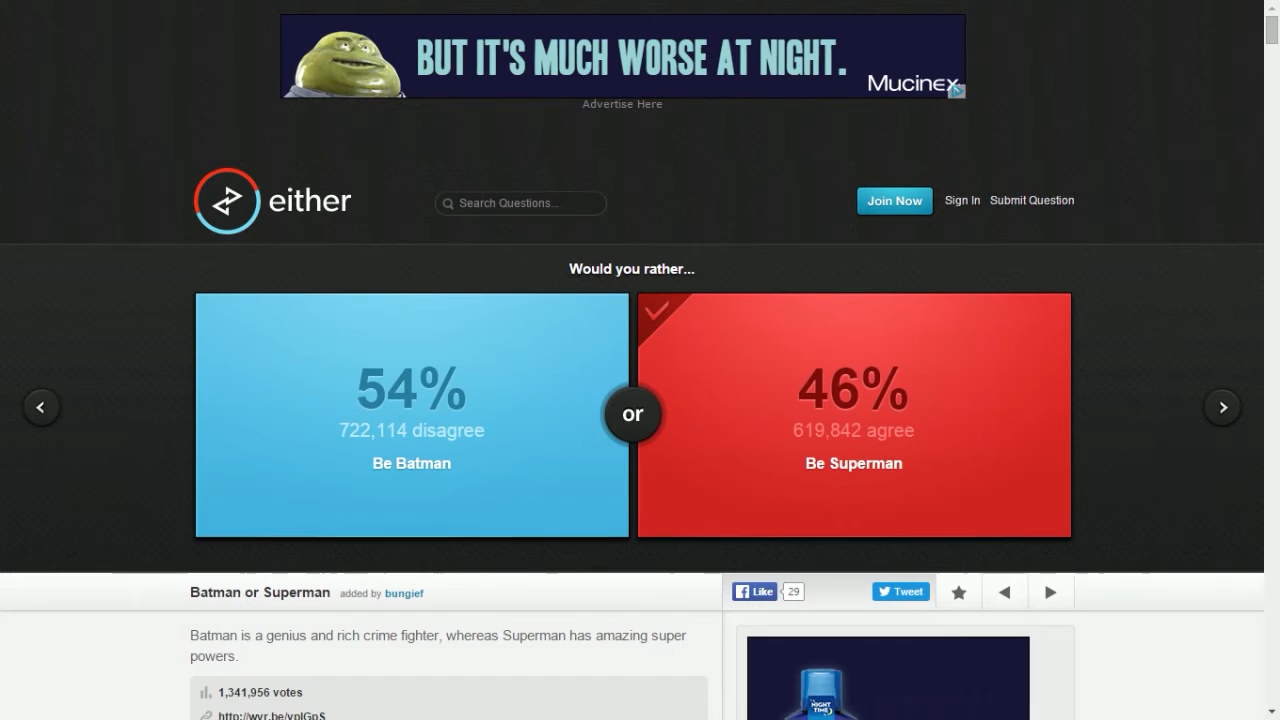 BUT IT'S MUCH WORSE AT NIGHT.
Mucinex
Advertise Here
either
Search Questions...
Join Now
Sign In
Submit Question
Would you rather...
54%
722,114 disagree
Be Batman
or
46%
619,842 agree
Be Superman
Batman or Superman added by bungief
Like
29
Tweet
Batman is a genius and rich crime fighter, whereas Superman has amazing super
powers.
1,341,956 votes
NIGHT
TIME